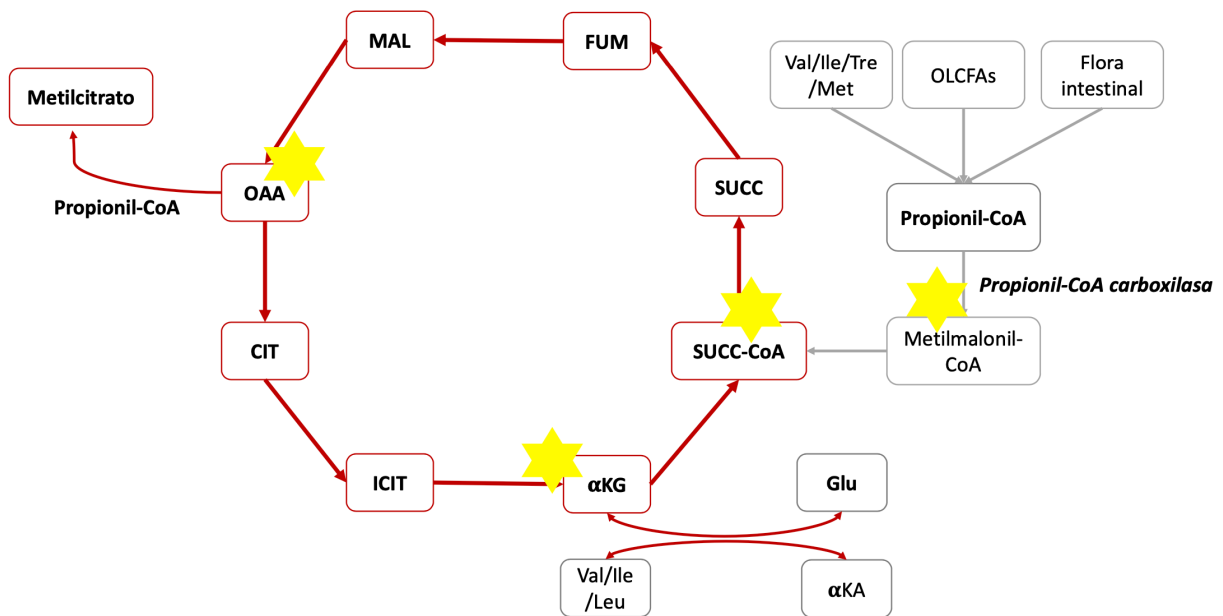 MAL
FUM
Val/Ile/Tre
/Met
OLCFAs
Flora
intestinal
Metilcitrato
OAA
SUCC
Propionil-CoA
Propionil-CoA
Propionil-CoA carboxilasa
CIT
SUCC-CoA
Metilmalonil-
CoA
ICIT
αKG
Glu
Val/Ile
/Leu
αKA